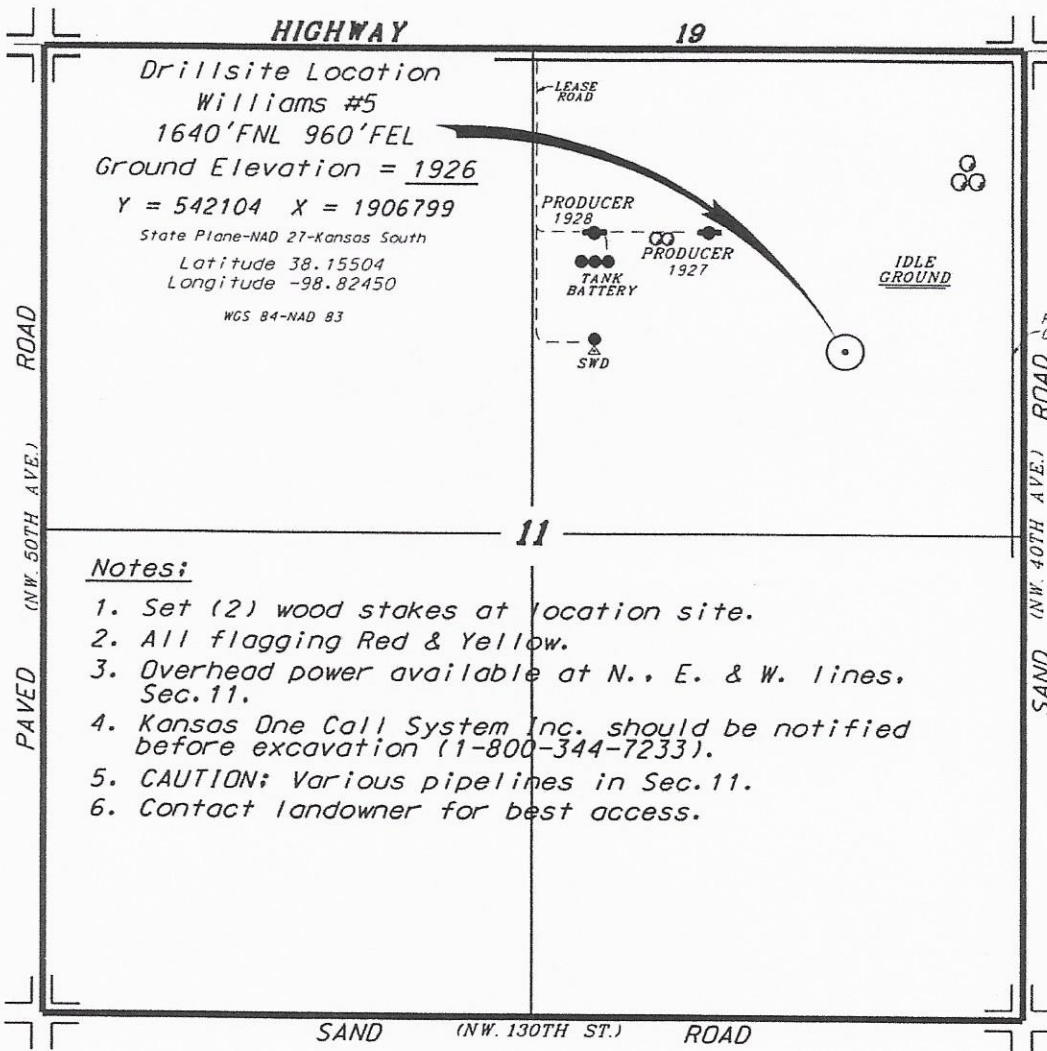 HIGHWAY 19
Drillsite Location
Williams #5
1640'FNL 960'FEL
Ground Elevation = 1926
Y = 542104 X = 1906799
State Plane-NAD 27-Kansas South
Latitude 38.15504
Longitude -98.82450
WGS 84-NAD 83
LEASE
ROAD
PRODUCER
1928
TANK
BATTERY
PRODUCER
1927
SWD
IDLE
GROUND
PAVED (NW. 50TH AVE.) ROAD
SAND (NW. 40TH AVE.) ROAD
11
Notes:
1. Set (2) wood stakes at location site.
2. All flagging Red & Yellow.
3. Overhead power available at N., E. & W. lines,
Sec. 11.
4. Kansas One Call System Inc. should be notified
before excavation (1-800-344-7233).
5. CAUTION: Various pipelines in Sec. 11.
6. Contact landowner for best access.
SAND (NW. 130TH ST.) ROAD